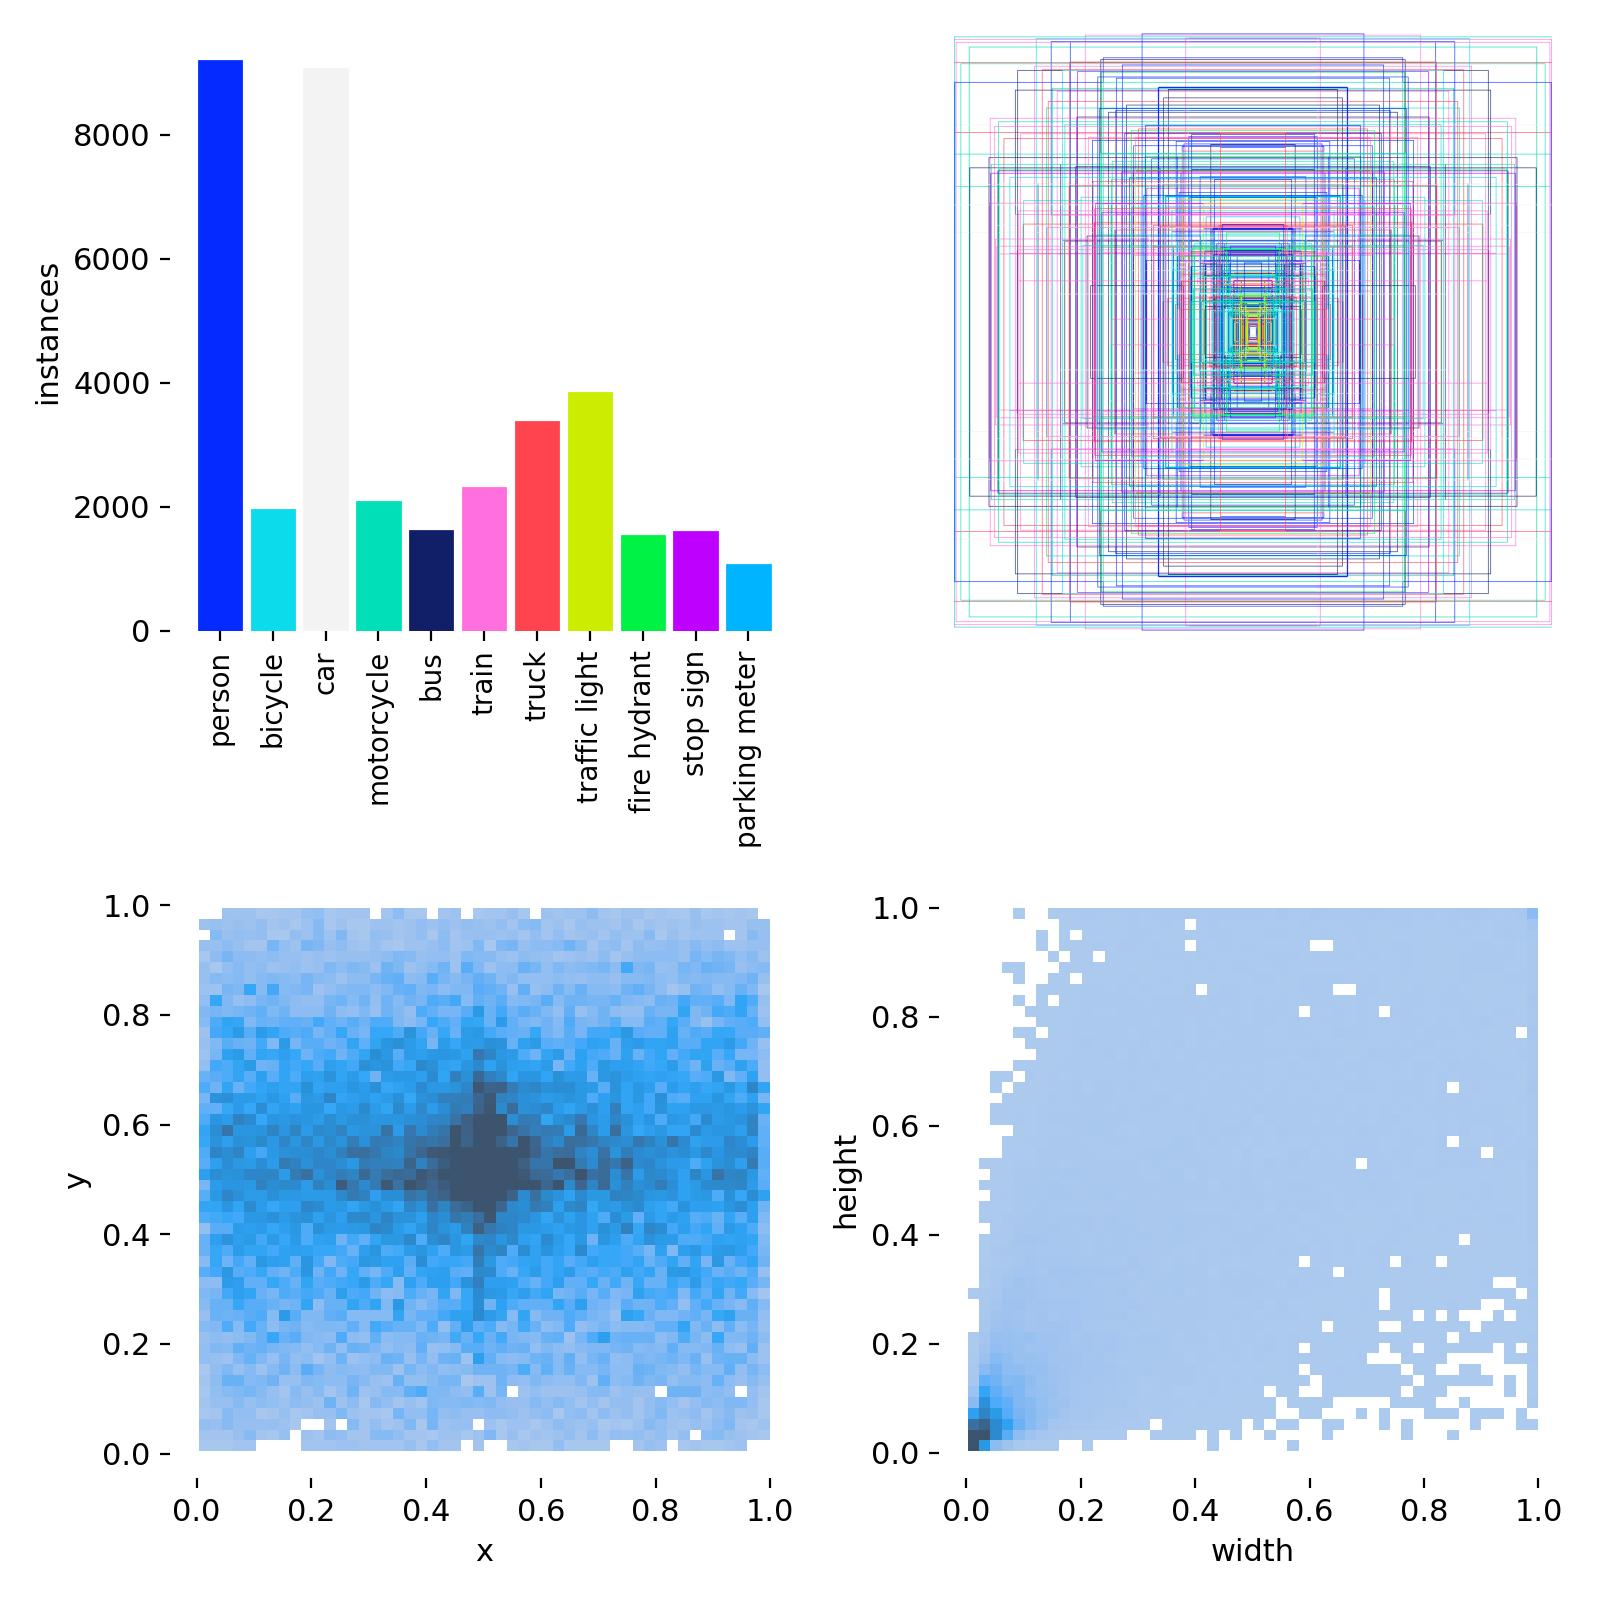 instances
8000
6000
4000
2000
0
person
bicycle
car
motorcycle
bus
train
truck
traffic light
fire hydrant
stop sign
parking meter
y
1.0
0.8
0.6
0.4
0.2
0.0
0.0 0.2 0.4 0.6 0.8 1.0
x
height
1.0
0.8
0.6
0.4
0.2
0.0
0.0 0.2 0.4 0.6 0.8 1.0
width